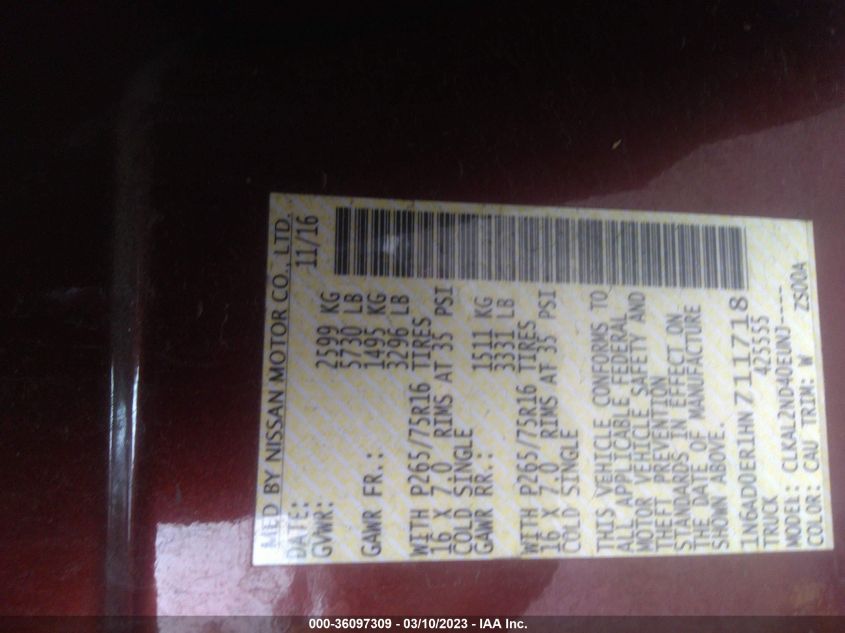 MFD BY NISSAN MOTOR CO., LTD.
DATE: 11/16
GVWR: 2599 KG
5730 LB
GAWR FR.: 1495 KG
3296 LB
WITH P265/75R16 TIRES
16 X 7.0 RIMS AT 35 PSI
COLD SINGLE
GAWR RR.: 1511 KG
3331 LB
WITH P265/75R16 TIRES
16 X 7.0 RIMS AT 35 PSI
COLD SINGLE
THIS VEHICLE CONFORMS TO
ALL APPLICABLE FEDERAL
MOTOR VEHICLE SAFETY AND
THEFT PREVENTION
STANDARDS IN EFFECT ON
THE DATE OF MANUFACTURE
SHOWN ABOVE.
1N6AD0ER1HN711718
TRUCK 4Z5555
MODEL: CLKAL2WD40EUNJ----
COLOR: CAU TRIM: W ZS00A
000-36097309 - 03/10/2023 - IAA Inc.